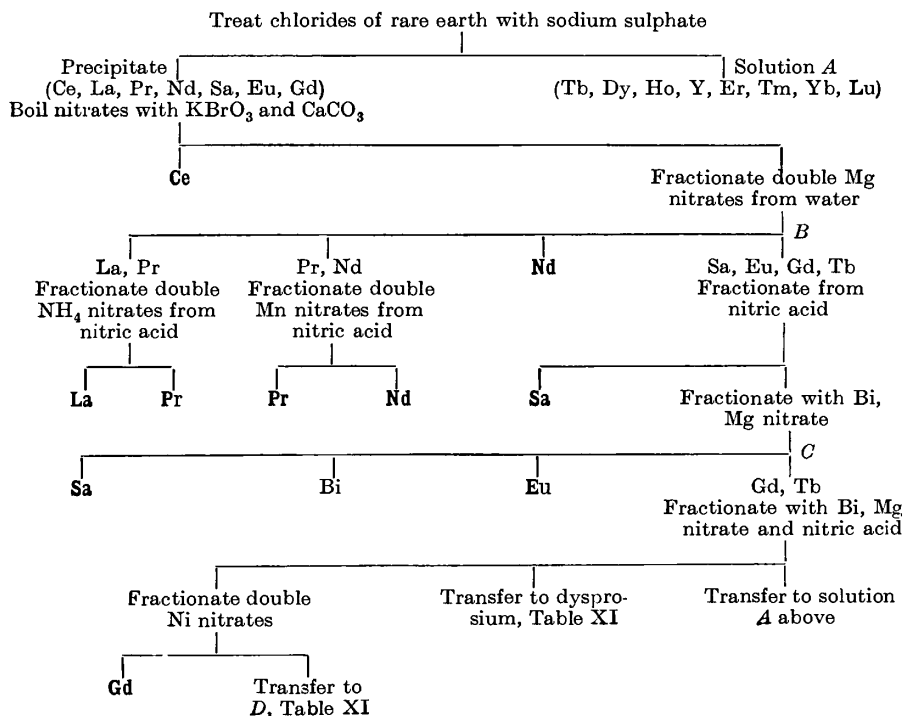 Treat chlorides of rare earth with sodium sulphate
Precipitate
(Ce, La, Pr, Nd, Sa, Eu, Gd)
Boil nitrates with KBrO₃ and CaCO₃
Solution A
(Tb, Dy, Ho, Y, Er, Tm, Yb, Lu)
Ce
Fractionate double Mg
nitrates from water
B
La, Pr
Fractionate double
NH₄ nitrates from
nitric acid
Pr, Nd
Fractionate double
Mn nitrates from
nitric acid
Nd
Sa, Eu, Gd, Tb
Fractionate from
nitric acid
La
Pr
Pr
Nd
Sa
Fractionate with Bi,
Mg nitrate
C
Sa
Bi
Eu
Gd, Tb
Fractionate with Bi, Mg
nitrate and nitric acid
Fractionate double
Ni nitrates
Transfer to dyspro-
sium, Table XI
Transfer to solution
A above
Gd
Transfer to
D, Table XI